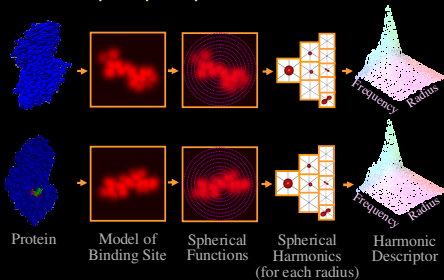 Frequency
Radius
Frequency
Radius
Protein
Model of
Binding Site
Spherical
Functions
Spherical
Harmonics
(for each radius)
Harmonic
Descriptor